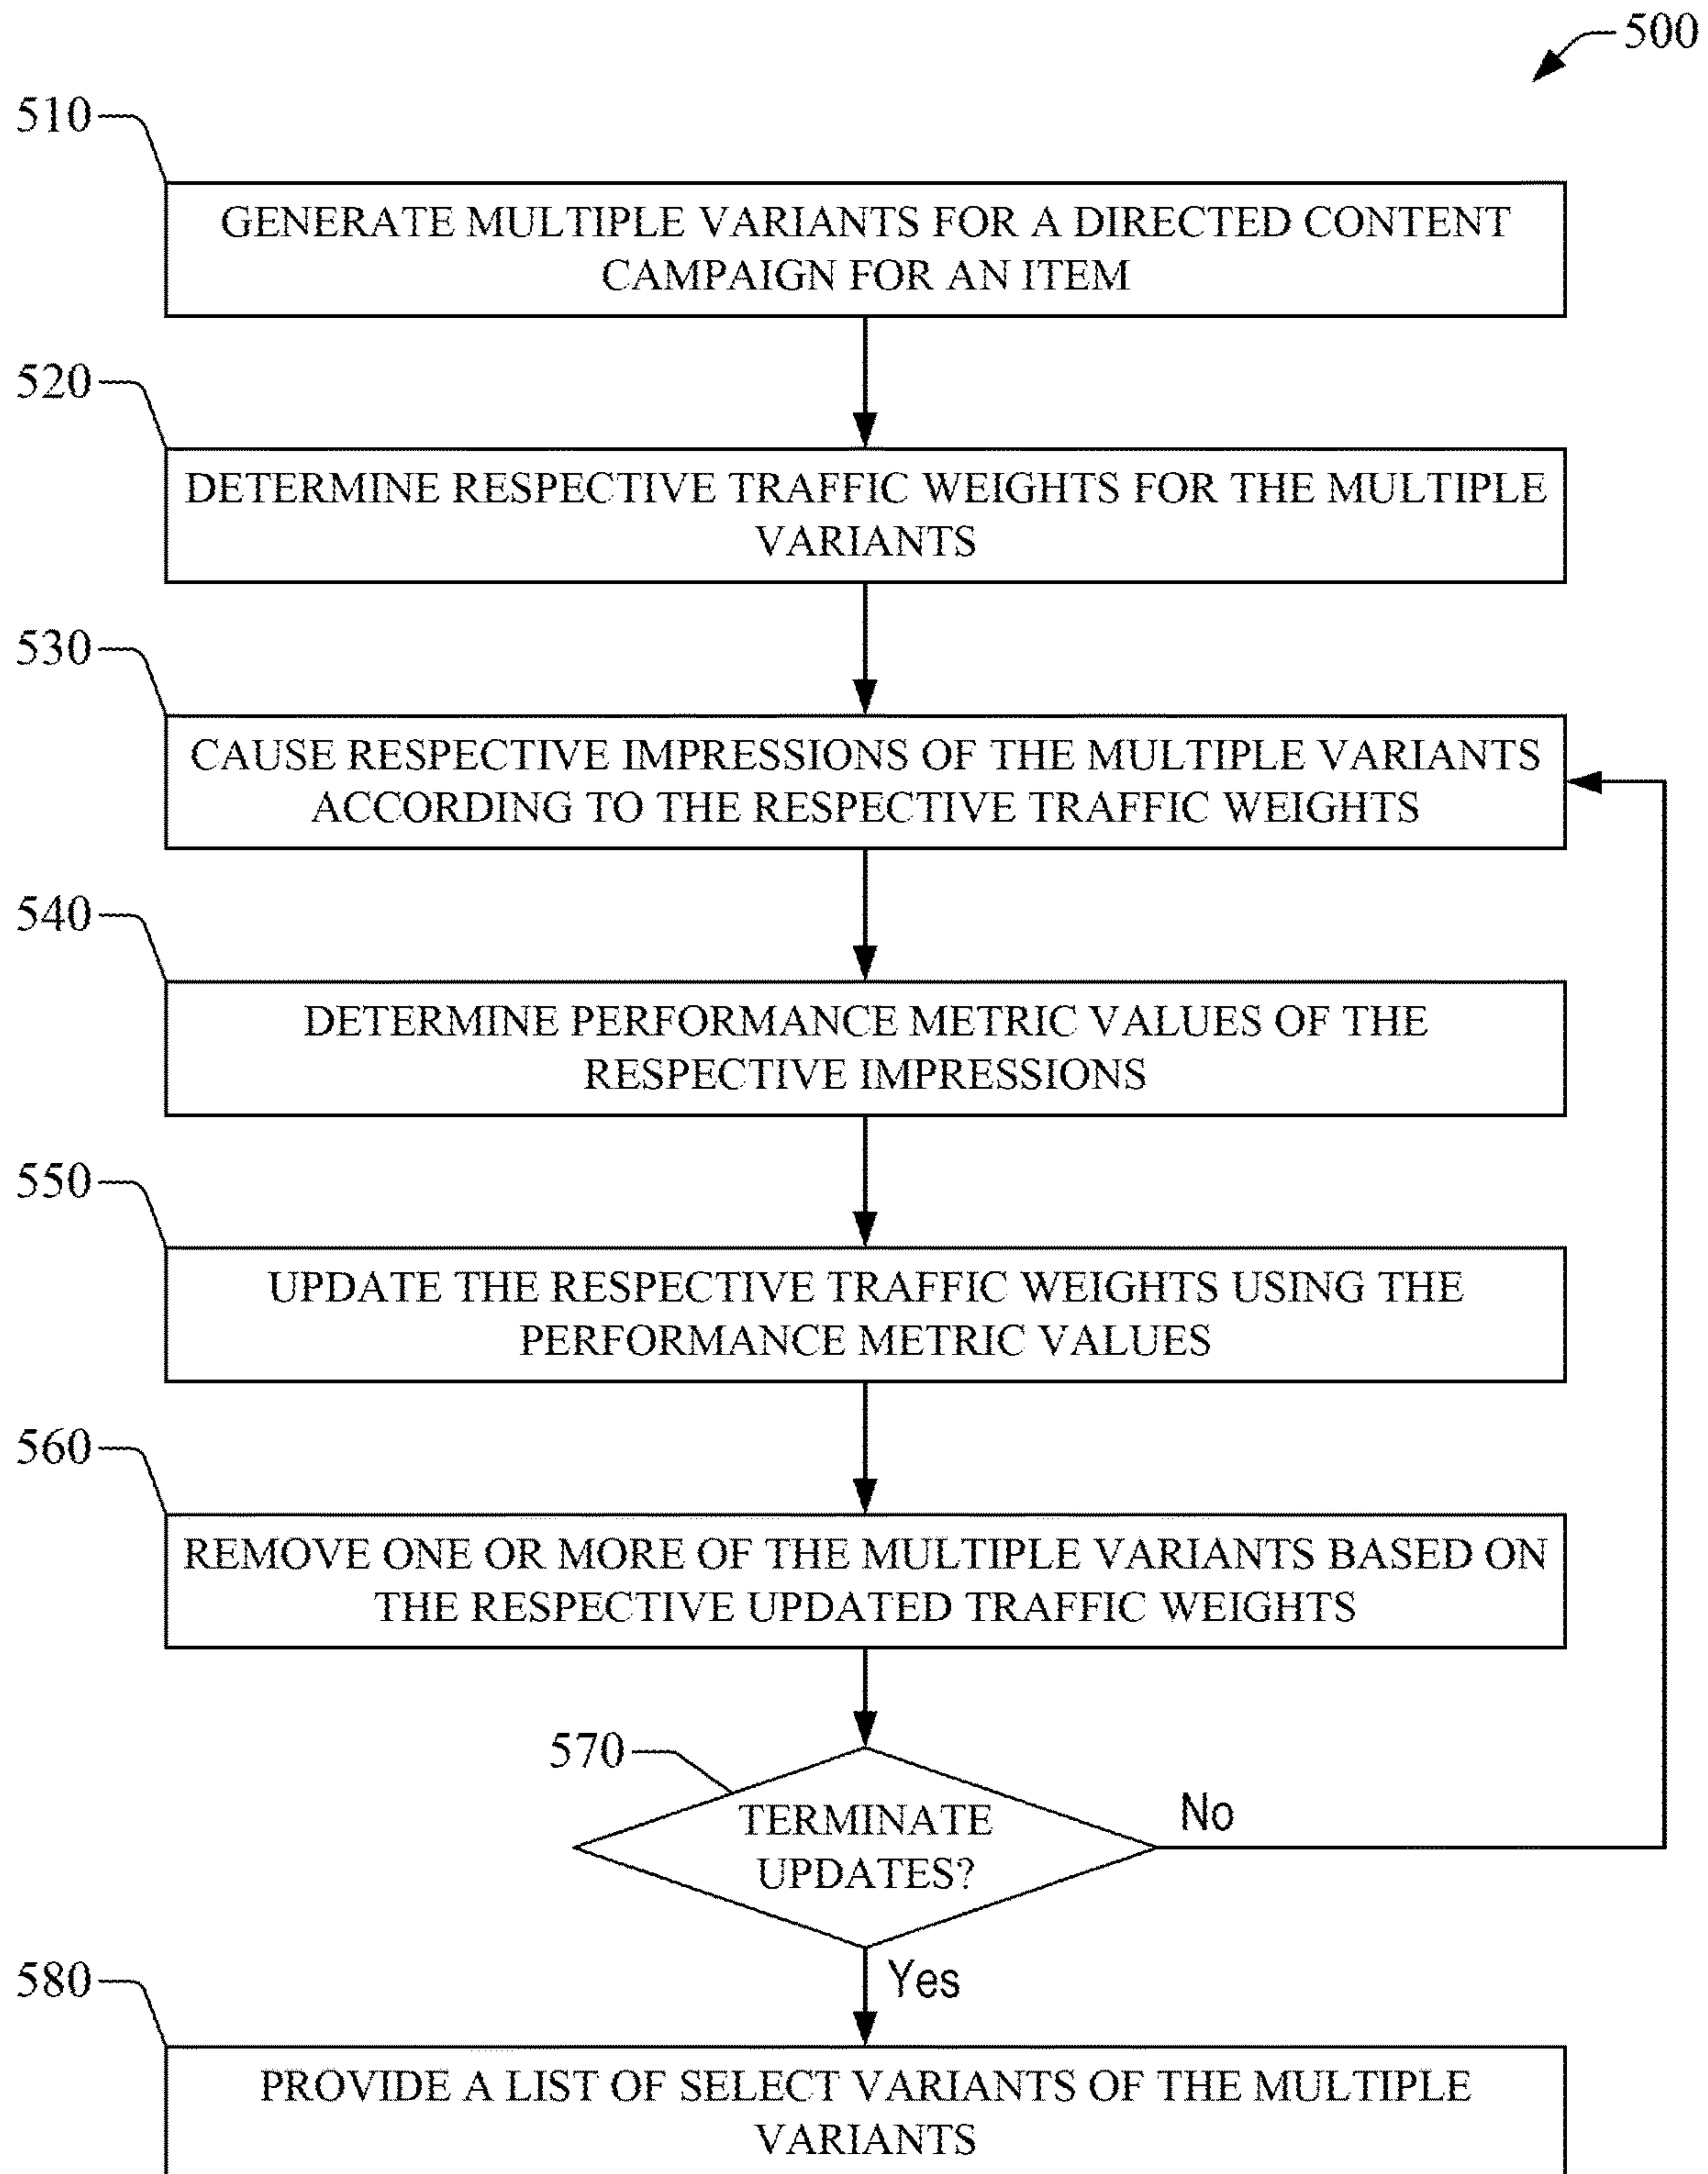 500
510
GENERATE MULTIPLE VARIANTS FOR A DIRECTED CONTENT
CAMPAIGN FOR AN ITEM
520
DETERMINE RESPECTIVE TRAFFIC WEIGHTS FOR THE MULTIPLE
VARIANTS
530
CAUSE RESPECTIVE IMPRESSIONS OF THE MULTIPLE VARIANTS
ACCORDING TO THE RESPECTIVE TRAFFIC WEIGHTS
540
DETERMINE PERFORMANCE METRIC VALUES OF THE
RESPECTIVE IMPRESSIONS
550
UPDATE THE RESPECTIVE TRAFFIC WEIGHTS USING THE
PERFORMANCE METRIC VALUES
560
REMOVE ONE OR MORE OF THE MULTIPLE VARIANTS BASED ON
THE RESPECTIVE UPDATED TRAFFIC WEIGHTS
570
TERMINATE
UPDATES?
No
Yes
580
PROVIDE A LIST OF SELECT VARIANTS OF THE MULTIPLE
VARIANTS